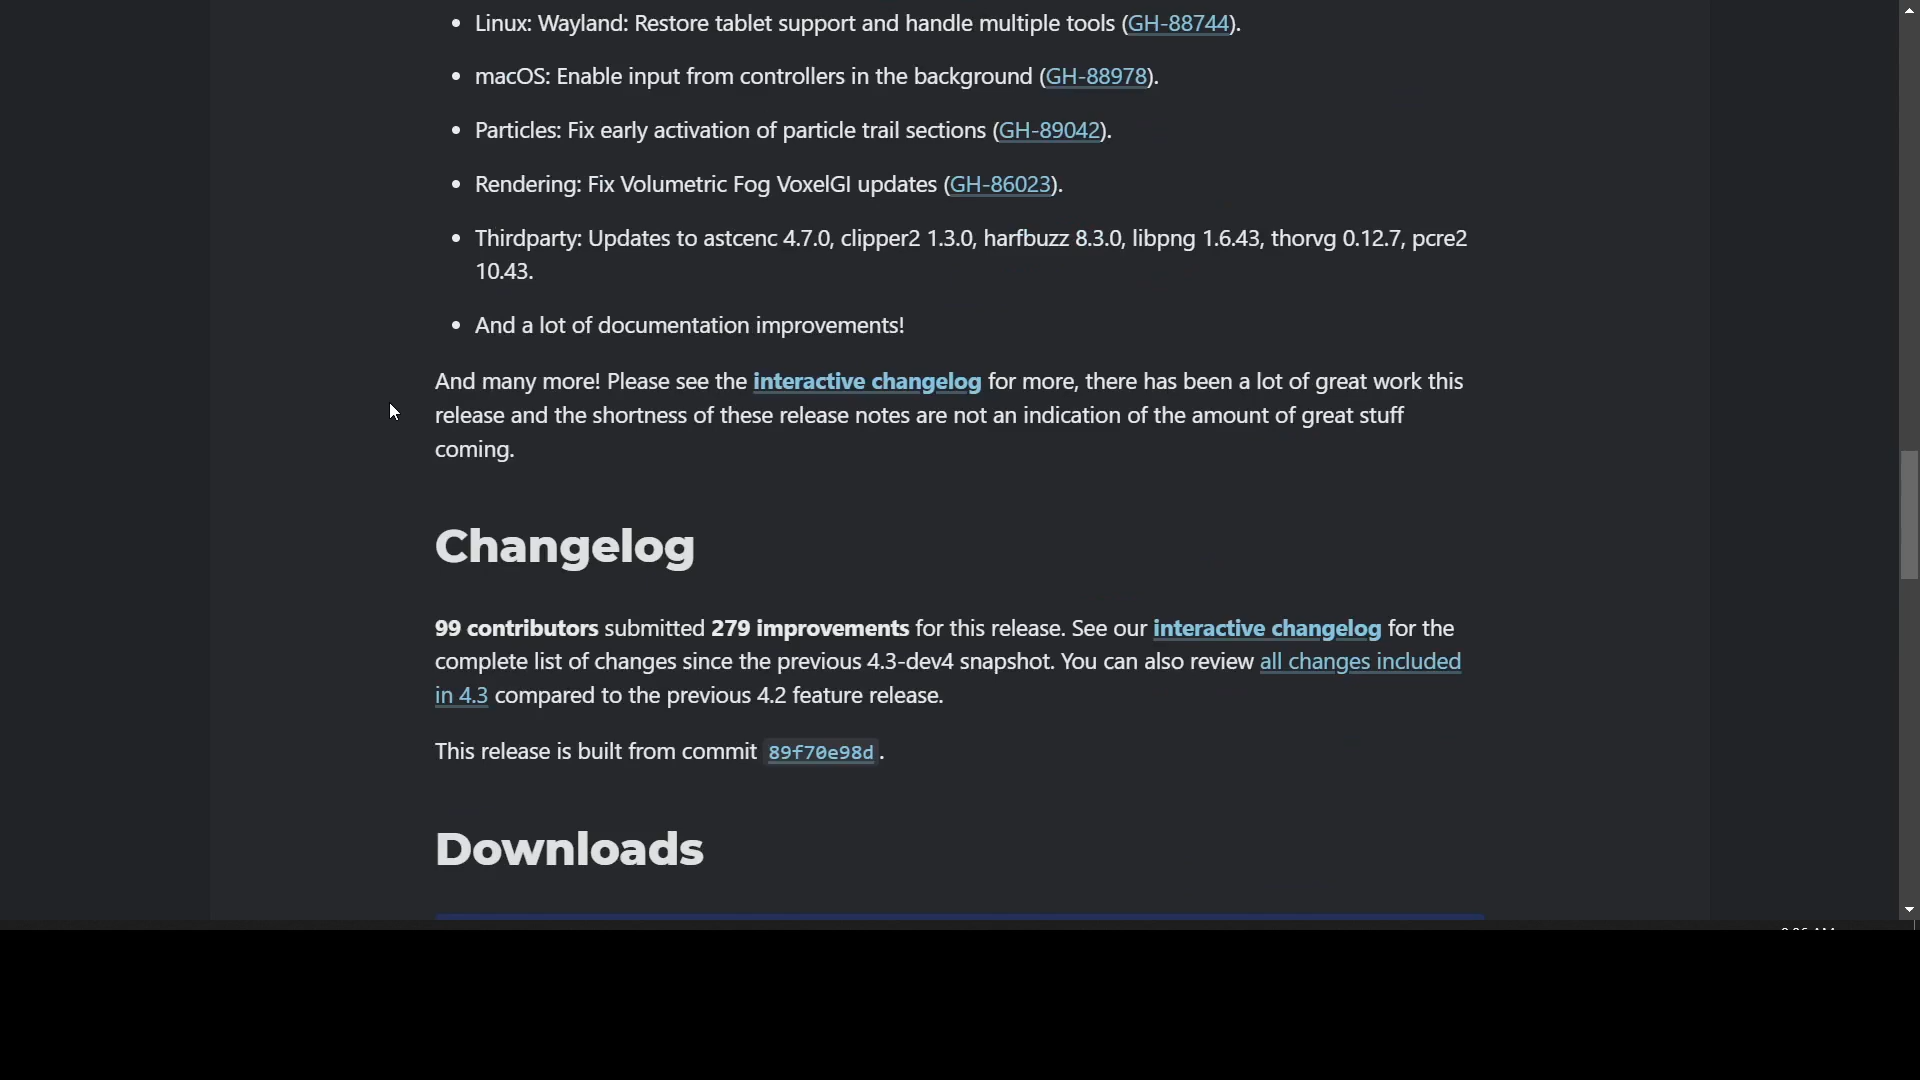 • Linux: Wayland: Restore tablet support and handle multiple tools (GH-88744).
• macOS: Enable input from controllers in the background (GH-88978).
• Particles: Fix early activation of particle trail sections (GH-89042).
• Rendering: Fix Volumetric Fog VoxelGI updates (GH-86023).
• Thirdparty: Updates to astcenc 4.7.0, clipper2 1.3.0, harfbuzz 8.3.0, libpng 1.6.43, thorvg 0.12.7, pcre2
10.43.
• And a lot of documentation improvements!
And many more! Please see the interactive changelog for more, there has been a lot of great work this
release and the shortness of these release notes are not an indication of the amount of great stuff
coming.
Changelog
99 contributors submitted 279 improvements for this release. See our interactive changelog for the
complete list of changes since the previous 4.3-dev4 snapshot. You can also review all changes included
in 4.3 compared to the previous 4.2 feature release.
This release is built from commit 89f70e98d.
Downloads